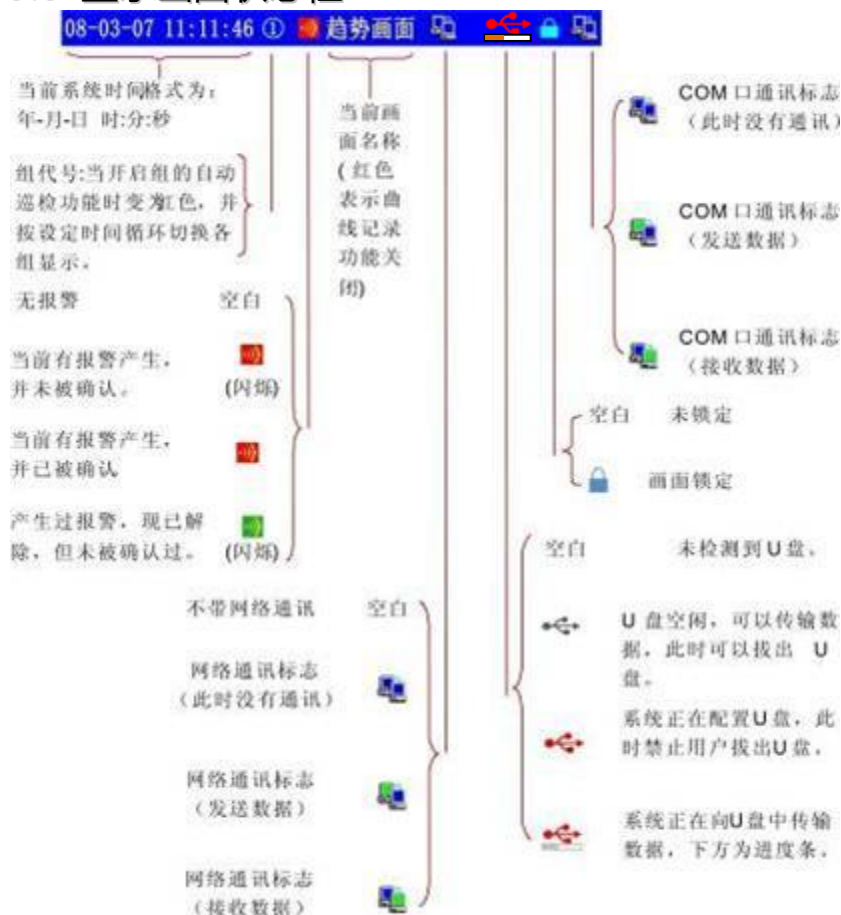 08-03-07 11:11:46 ① 趋势画面
当前系统时间格式为:
年-月-日 时:分:秒
组代号:当开启组的自动
巡检功能时变为红色,并
按设定时间循环切换各
组显示。
当前画
面名称
(红色
表示曲
线记录
功能关
闭)
无报警 空白
当前有报警产生,
并未被确认。
(闪烁)
当前有报警产生,
并已被确认
产生过报警,现已解
除,但未被确认过。
(闪烁)
不带网络通讯 空白
网络通讯标志
(此时没有通讯)
网络通讯标志
(发送数据)
网络通讯标志
(接收数据)
COM 口通讯标志
(此时没有通讯)
COM 口通讯标志
(发送数据)
COM 口通讯标志
(接收数据)
空白 未锁定
画面锁定
空白 未检测到U盘。
U 盘空闲,可以传输数
据,此时可以拔出 U
盘。
系统正在配置U盘,此
时禁止用户拔出U盘。
系统正在向U盘中传输
数据,下方为进度条。